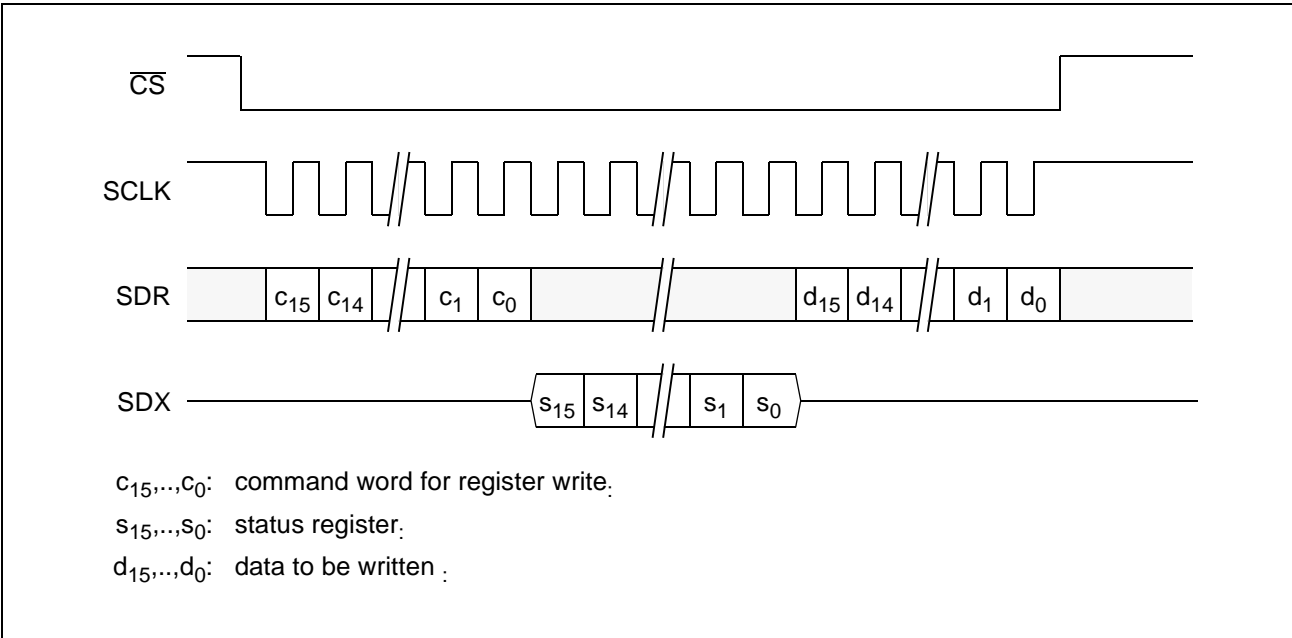 CS
SCLK
SDR c15 c14 c1 c0 d15 d14 d1 d0
SDX s15 s14 s1 s0
c15,..,c0: command word for register write:
s15,..,s0: status register:
d15,..,d0: data to be written :